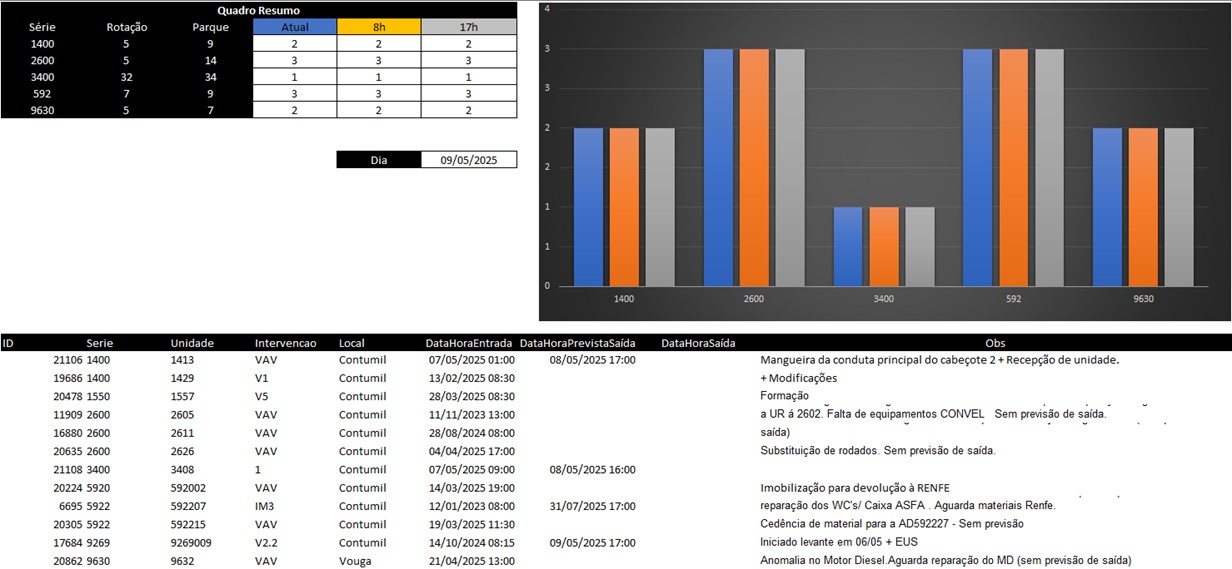 Quadro Resumo
Série Rotação Parque Atual 8h 17h
1400 5 9 2 2 2
2600 5 14 3 3 3
3400 32 34 1 1 1
592 7 9 3 3 3
9630 5 7 2 2 2
Dia 09/05/2025
4
3
3
2
2
1
1
0
1400 2600 3400 592 9630
ID Serie Unidade Intervencao Local DataHoraEntrada DataHoraPrevistaSaída DataHoraSaída Obs
21106 1400 1413 VAV Contumil 07/05/2025 01:00 08/05/2025 17:00 Mangueira da conduta principal do cabeçote 2 + Recepção de unidade.
19686 1400 1429 V1 Contumil 13/02/2025 08:30 + Modificações
20478 1550 1557 V5 Contumil 28/03/2025 08:30 Formação
11909 2600 2605 VAV Contumil 11/11/2023 13:00 a UR á 2602. Falta de equipamentos CONVEL Sem previsão de saída.
16880 2600 2611 VAV Contumil 28/08/2024 08:00 saída)
20635 2600 2626 VAV Contumil 04/04/2025 17:00 Substituição de rodados. Sem previsão de saída.
21108 3400 3408 1 Contumil 07/05/2025 09:00 08/05/2025 16:00
20224 5920 592002 VAV Contumil 14/03/2025 19:00 Imobilização para devolução à RENFE
6695 5922 592207 IM3 Contumil 12/01/2023 08:00 31/07/2025 17:00 reparação dos WC's/ Caixa ASFA . Aguarda materiais Renfe.
20305 5922 592215 VAV Contumil 19/03/2025 11:30 Cedência de material para a AD592227 - Sem previsão
17684 9269 9269009 V2.2 Contumil 14/10/2024 08:15 09/05/2025 17:00 Iniciado levante em 06/05 + EUS
20862 9630 9632 VAV Vouga 21/04/2025 13:00 Anomalia no Motor Diesel.Aguarda reparação do MD (sem previsão de saída)